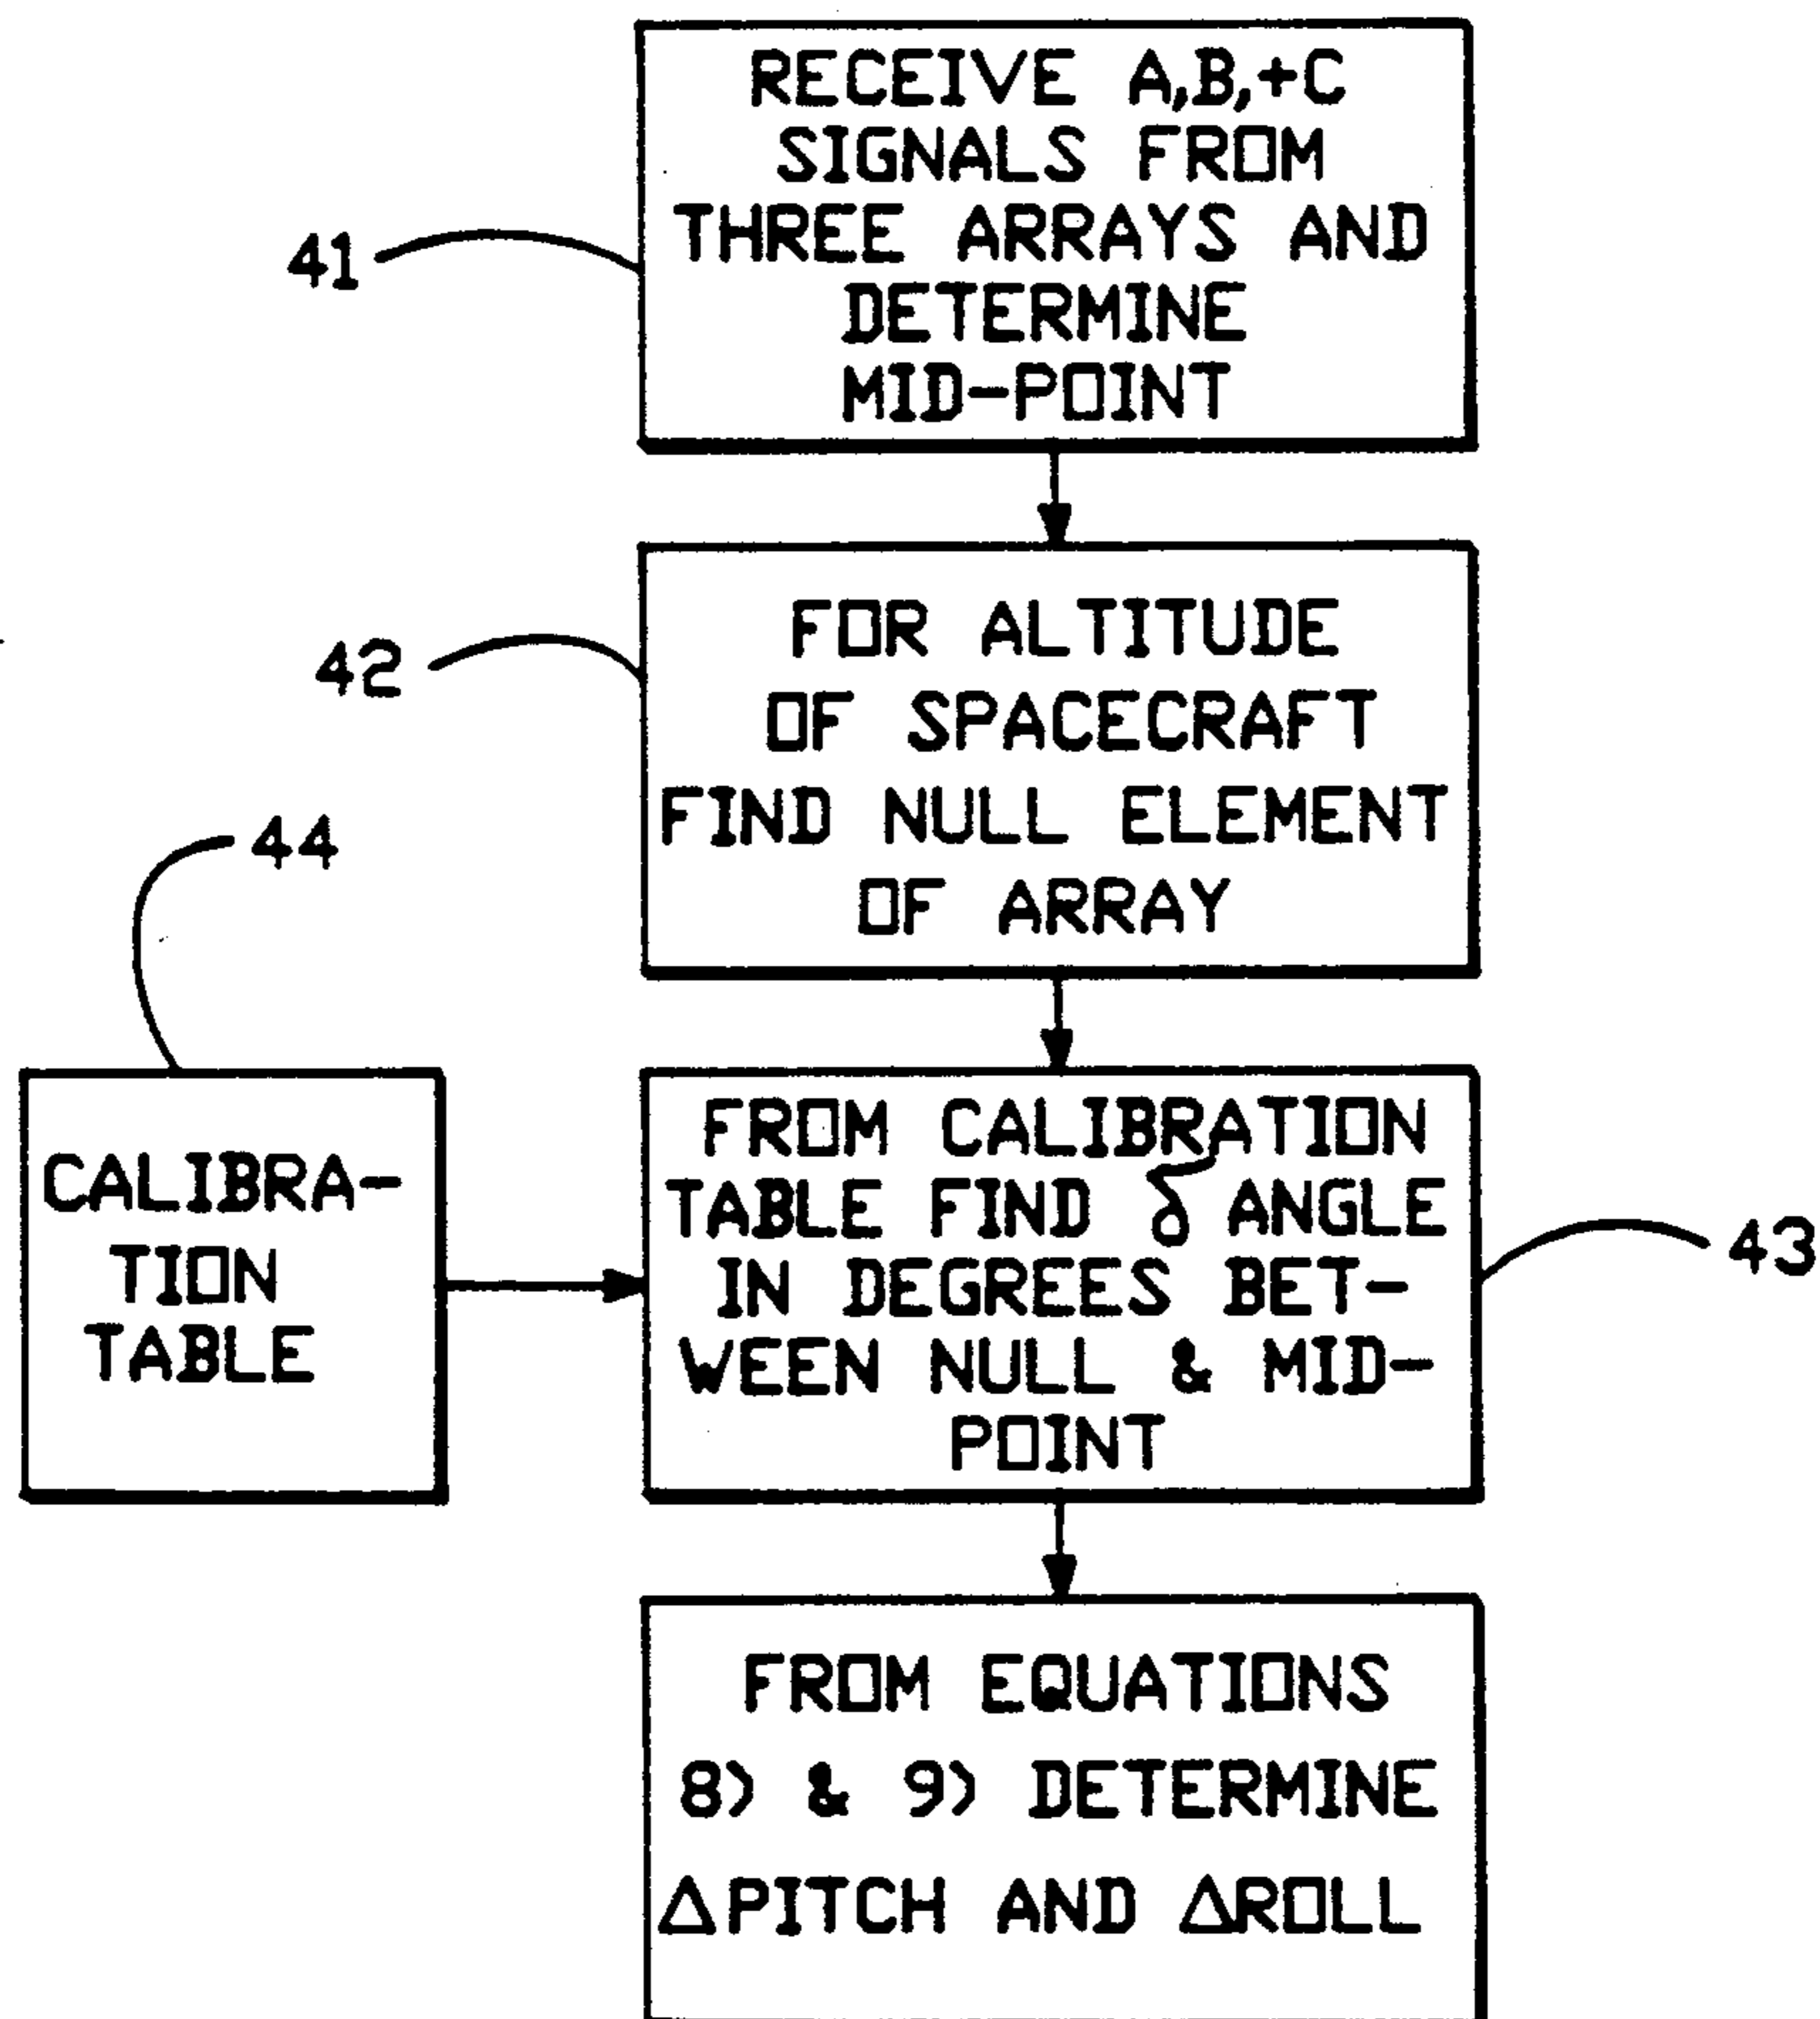 RECEIVE A,B,+C
SIGNALS FROM
THREE ARRAYS AND
DETERMINE
MID-POINT
41
FOR ALTITUDE
OF SPACECRAFT
FIND NULL ELEMENT
OF ARRAY
42
44
CALIBRA-
TION
TABLE
FROM CALIBRATION
TABLE FIND δ ANGLE
IN DEGREES BET-
WEEN NULL & MID-
POINT
43
FROM EQUATIONS
8) & 9) DETERMINE
ΔPITCH AND ΔROLL